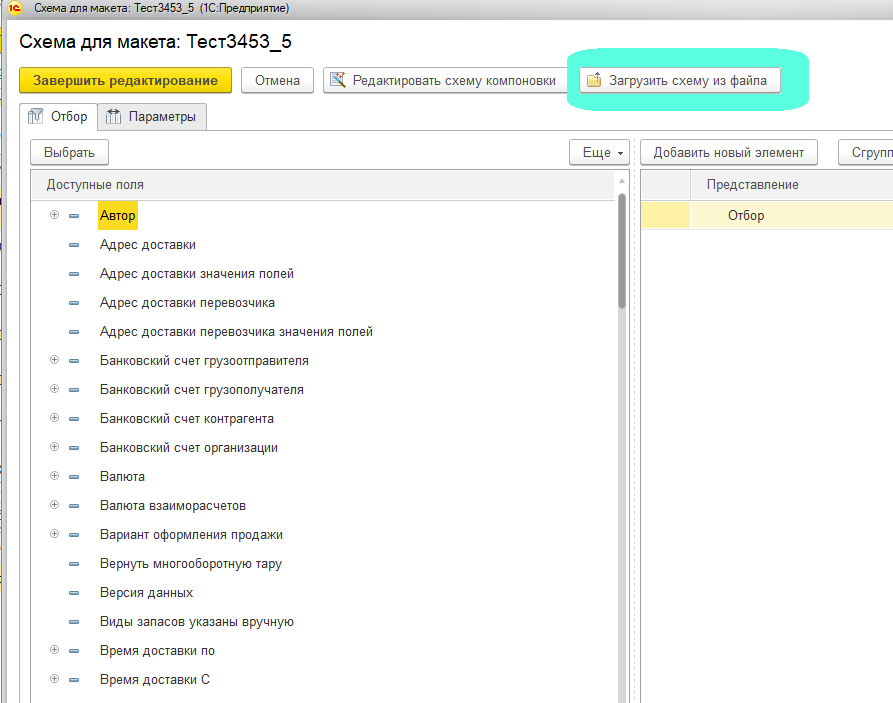 Схема для макета: Тест3453_5 (1С:Предприятие)
Схема для макета: Тест3453_5
Завершить редактирование Отмена Редактировать схему компоновки Загрузить схему из файла
Отбор Параметры
Выбрать Еще Добавить новый элемент Сгрупп
Доступные поля Представление
Автор Отбор
Адрес доставки
Адрес доставки значения полей
Адрес доставки перевозчика
Адрес доставки перевозчика значения полей
Банковский счет грузоотправителя
Банковский счет грузополучателя
Банковский счет контрагента
Банковский счет организации
Валюта
Валюта взаиморасчетов
Вариант оформления продажи
Вернуть многооборотную тару
Версия данных
Виды запасов указаны вручную
Время доставки по
Время доставки С